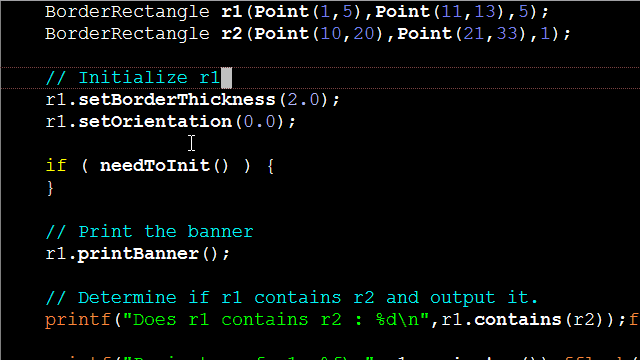 BorderRectangle r1(Point(1,5),Point(11,13),5);
BorderRectangle r2(Point(10,20),Point(21,33),1);
// Initialize r1
r1.setBorderThickness(2.0);
r1.setOrientation(0.0);
if ( needToInit() ) {
}
// Print the banner
r1.printBanner();
// Determine if r1 contains r2 and output it.
printf("Does r1 contains r2 : %d\n",r1.contains(r2));f